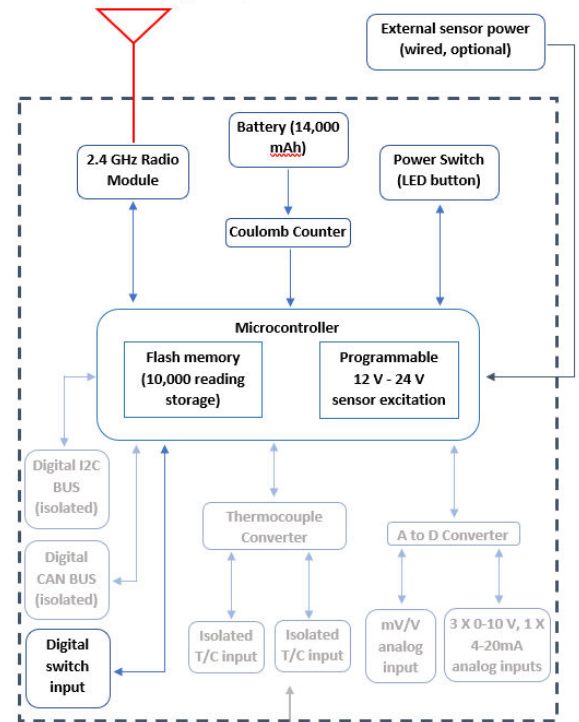 External sensor power
(wired, optional)
2.4 GHz Radio
Module
Battery (14,000
mAh)
Power Switch
(LED button)
Coulomb Counter
Microcontroller
Flash memory
(10,000 reading
storage)
Programmable
12 V - 24 V
sensor excitation
Digital I2C
BUS
(isolated)
Thermocouple
Converter
A to D Converter
Digital
CAN BUS
(isolated)
Isolated
T/C input
Isolated
T/C input
mV/V
analog
input
3 X 0-10 V, 1 X
4-20mA
analog inputs
Digital
switch
input